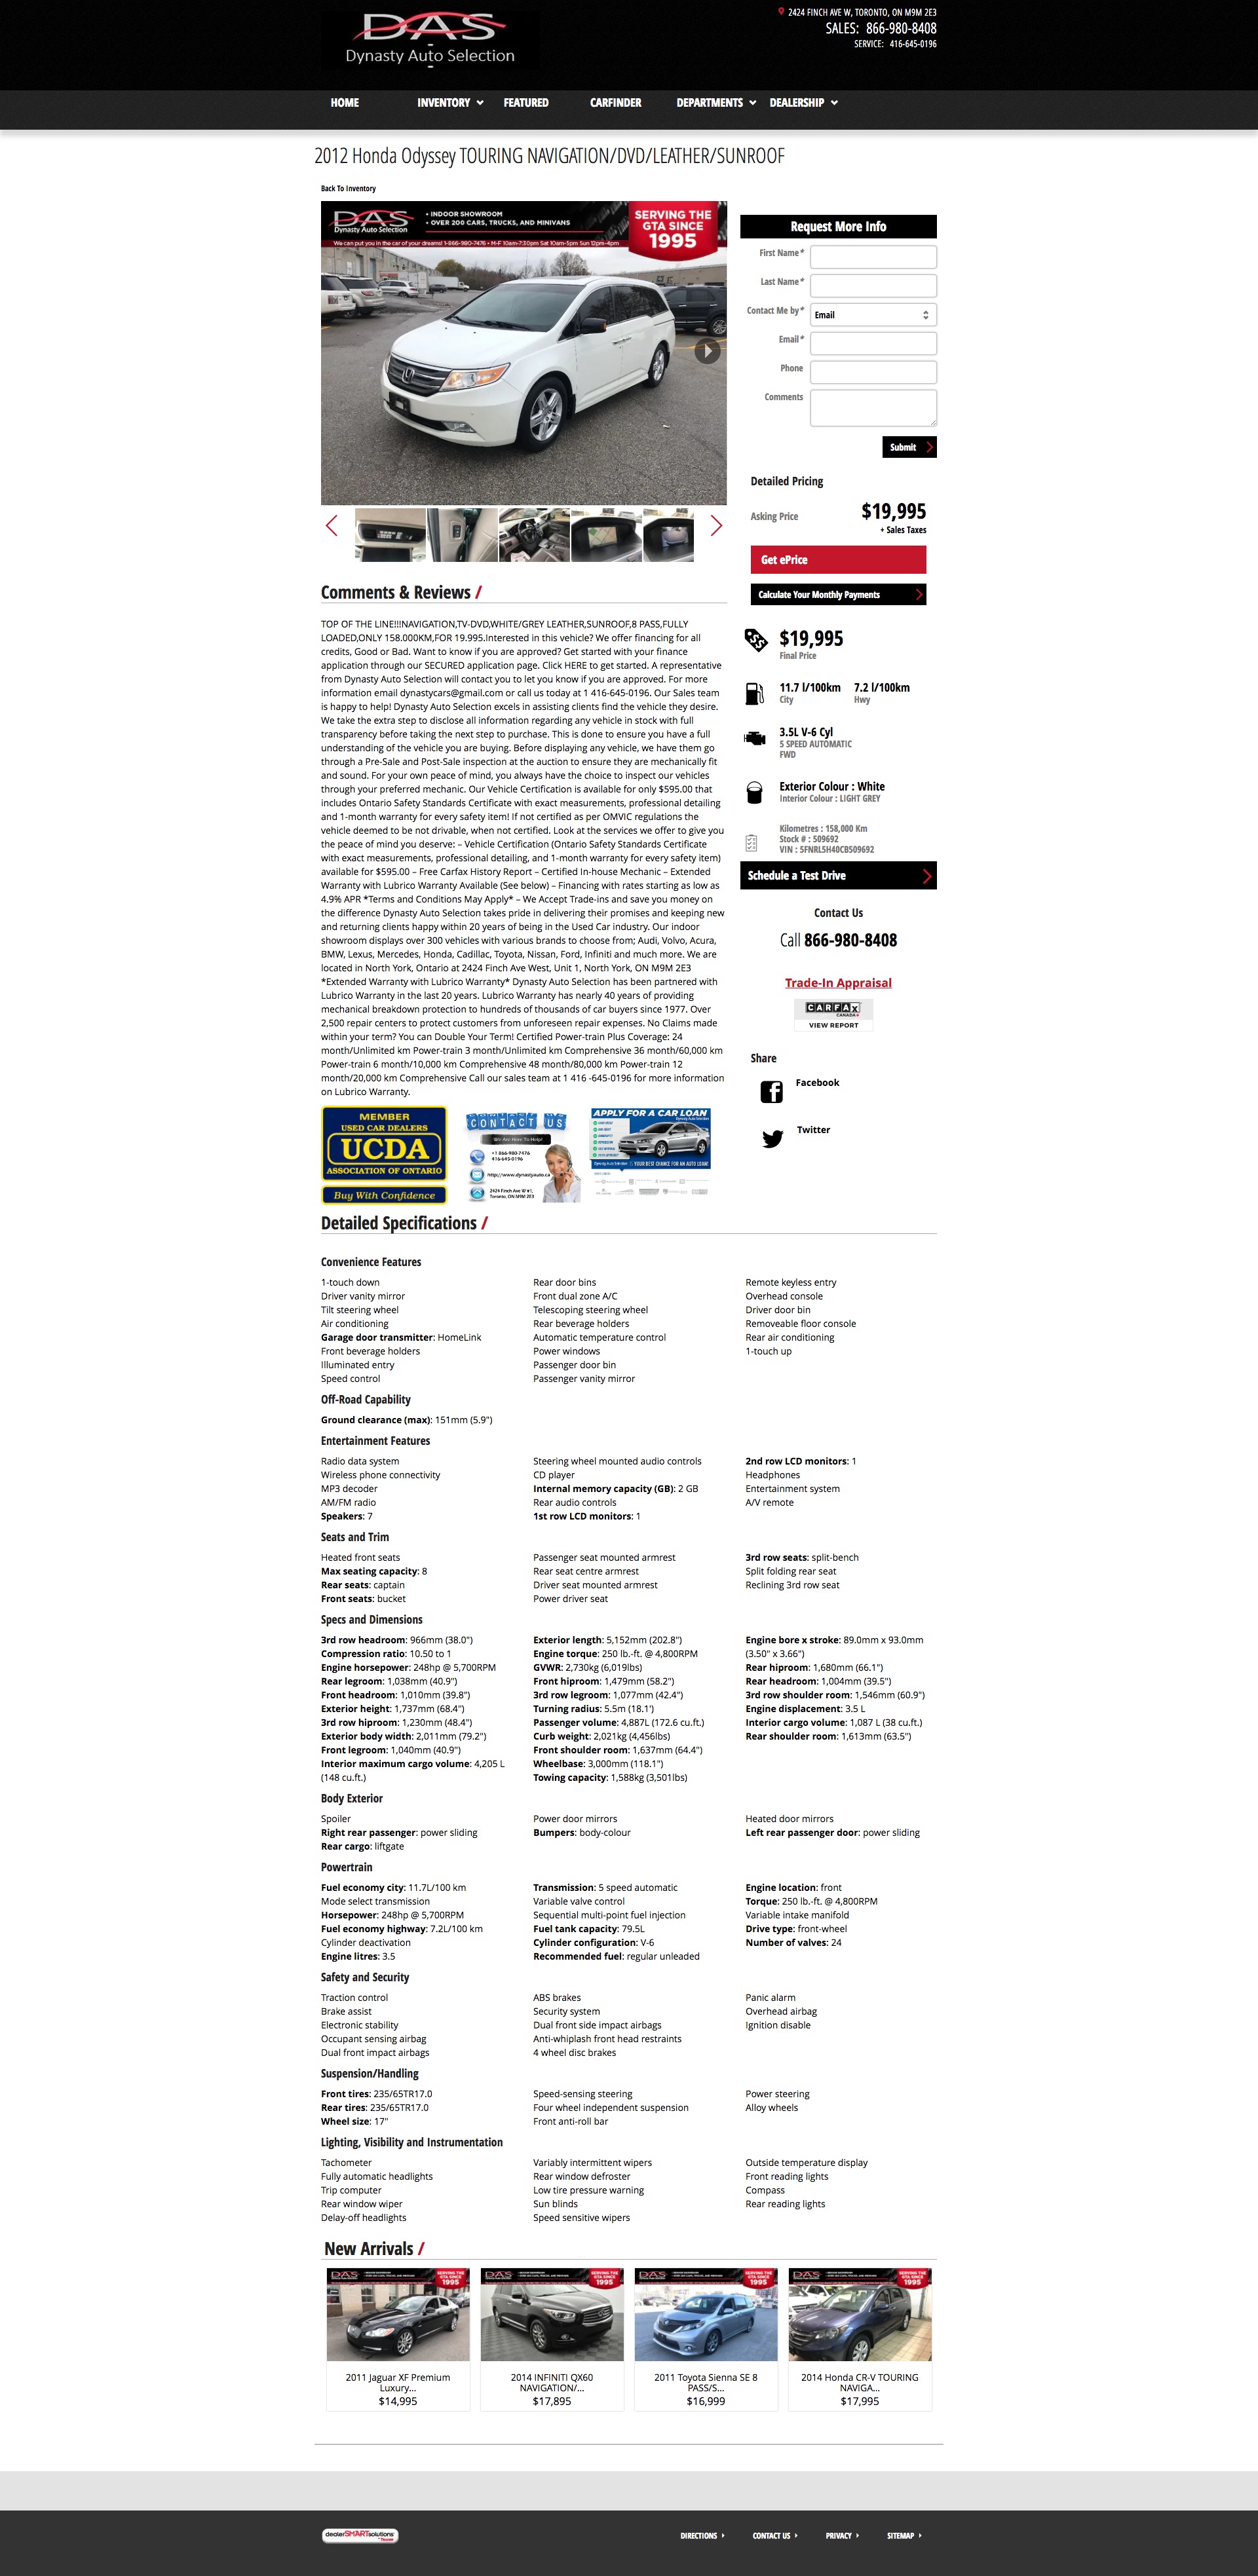 DAS
Dynasty Auto Selection
2424 FINCH AVE W, TORONTO, ON M9M 2E3
SALES: 866-980-8408
SERVICE: 416-645-0196
HOME
INVENTORY
FEATURED
CARFINDER
DEPARTMENTS
DEALERSHIP
2012 Honda Odyssey TOURING NAVIGATION/DVD/LEATHER/SUNROOF
Back To Inventory
DAS
Dynasty Auto Selection
• INDOOR SHOWROOM
• OVER 200 CARS, TRUCKS, AND MINIVANS
SERVING THE
GTA SINCE
1995
We can put you in the car of your dreams! 1-866-980-7476 • M-F 10am-7:30pm Sat 10am-5pm Sun 12pm-4pm
Request More Info
First Name*
Last Name*
Contact Me by*
Email
Email*
Phone
Comments
Submit
Detailed Pricing
Asking Price
$19,995
+ Sales Taxes
Get ePrice
Calculate Your Monthly Payments
$19,995
Final Price
11.7 l/100km 7.2 l/100km
City Hwy
3.5L V-6 Cyl
5 SPEED AUTOMATIC
FWD
Exterior Colour : White
Interior Colour : LIGHT GREY
Kilometres : 158,000 Km
Stock # : 509692
VIN : 5FNRL5H40CB509692
Schedule a Test Drive
Contact Us
Call 866-980-8408
Trade-In Appraisal
CARFAX
CANADA
VIEW REPORT
Share
Facebook
Twitter
Comments & Reviews /
TOP OF THE LINE!!!NAVIGATION,TV-DVD,WHITE/GREY LEATHER,SUNROOF,8 PASS,FULLY
LOADED,ONLY 158.000KM,FOR 19.995.Interested in this vehicle? We offer financing for all
credits, Good or Bad. Want to know if you are approved? Get started with your finance
application through our SECURED application page. Click HERE to get started. A representative
from Dynasty Auto Selection will contact you to let you know if you are approved. For more
information email dynastycars@gmail.com or call us today at 1 416-645-0196. Our Sales team
is happy to help! Dynasty Auto Selection excels in assisting clients find the vehicle they desire.
We take the extra step to disclose all information regarding any vehicle in stock with full
transparency before taking the next step to purchase. This is done to ensure you have a full
understanding of the vehicle you are buying. Before displaying any vehicle, we have them go
through a Pre-Sale and Post-Sale inspection at the auction to ensure they are mechanically fit
and sound. For your own peace of mind, you always have the choice to inspect our vehicles
through your preferred mechanic. Our Vehicle Certification is available for only $595.00 that
includes Ontario Safety Standards Certificate with exact measurements, professional detailing
and 1-month warranty for every safety item! If not certified as per OMVIC regulations the
vehicle deemed to be not drivable, when not certified. Look at the services we offer to give you
the peace of mind you deserve: – Vehicle Certification (Ontario Safety Standards Certificate
with exact measurements, professional detailing, and 1-month warranty for every safety item)
available for $595.00 – Free Carfax History Report – Certified In-house Mechanic – Extended
Warranty with Lubrico Warranty Available (See below) – Financing with rates starting as low as
4.9% APR *Terms and Conditions May Apply* – We Accept Trade-ins and save you money on
the difference Dynasty Auto Selection takes pride in delivering their promises and keeping new
and returning clients happy within 20 years of being in the Used Car industry. Our indoor
showroom displays over 300 vehicles with various brands to choose from; Audi, Volvo, Acura,
BMW, Lexus, Mercedes, Honda, Cadillac, Toyota, Nissan, Ford, Infiniti and much more. We are
located in North York, Ontario at 2424 Finch Ave West, Unit 1, North York, ON M9M 2E3
*Extended Warranty with Lubrico Warranty* Dynasty Auto Selection has been partnered with
Lubrico Warranty in the last 20 years. Lubrico Warranty has nearly 40 years of providing
mechanical breakdown protection to hundreds of thousands of car buyers since 1977. Over
2,500 repair centers to protect customers from unforeseen repair expenses. No Claims made
within your term? You can Double Your Term! Certified Power-train Plus Coverage: 24
month/Unlimited km Power-train 3 month/Unlimited km Comprehensive 36 month/60,000 km
Power-train 6 month/10,000 km Comprehensive 48 month/80,000 km Power-train 12
month/20,000 km Comprehensive Call our sales team at 1 416 -645-0196 for more information
on Lubrico Warranty.
MEMBER
USED CAR DEALERS
UCDA
ASSOCIATION OF ONTARIO
Buy With Confidence
CONTACT US
We Are Here To Help!
+1 866-980-7476
416-645-0196
http://www.dynastyauto.ca
2424 Finch Ave W #1,
Toronto, ON M9M 2E3
APPLY FOR A CAR LOAN
YOUR BEST CHANCE FOR AN AUTO LOAN!
Detailed Specifications /
Convenience Features
1-touch down Rear door bins Remote keyless entry
Driver vanity mirror Front dual zone A/C Overhead console
Tilt steering wheel Telescoping steering wheel Driver door bin
Air conditioning Rear beverage holders Removeable floor console
Garage door transmitter: HomeLink Automatic temperature control Rear air conditioning
Front beverage holders Power windows 1-touch up
Illuminated entry Passenger door bin
Speed control Passenger vanity mirror
Off-Road Capability
Ground clearance (max): 151mm (5.9")
Entertainment Features
Radio data system Steering wheel mounted audio controls 2nd row LCD monitors: 1
Wireless phone connectivity CD player Headphones
MP3 decoder Internal memory capacity (GB): 2 GB Entertainment system
AM/FM radio Rear audio controls A/V remote
Speakers: 7 1st row LCD monitors: 1
Seats and Trim
Heated front seats Passenger seat mounted armrest 3rd row seats: split-bench
Max seating capacity: 8 Rear seat centre armrest Split folding rear seat
Rear seats: captain Driver seat mounted armrest Reclining 3rd row seat
Front seats: bucket Power driver seat
Specs and Dimensions
3rd row headroom: 966mm (38.0") Exterior length: 5,152mm (202.8") Engine bore x stroke: 89.0mm x 93.0mm
Compression ratio: 10.50 to 1 Engine torque: 250 lb.-ft. @ 4,800RPM (3.50" x 3.66")
Engine horsepower: 248hp @ 5,700RPM GVWR: 2,730kg (6,019lbs) Rear hiproom: 1,680mm (66.1")
Rear legroom: 1,038mm (40.9") Front hiproom: 1,479mm (58.2") Rear headroom: 1,004mm (39.5")
Front headroom: 1,010mm (39.8") 3rd row legroom: 1,077mm (42.4") 3rd row shoulder room: 1,546mm (60.9")
Exterior height: 1,737mm (68.4") Turning radius: 5.5m (18.1') Engine displacement: 3.5 L
3rd row hiproom: 1,230mm (48.4") Passenger volume: 4,887L (172.6 cu.ft.) Interior cargo volume: 1,087 L (38 cu.ft.)
Exterior body width: 2,011mm (79.2") Curb weight: 2,021kg (4,456lbs) Rear shoulder room: 1,613mm (63.5")
Front legroom: 1,040mm (40.9") Front shoulder room: 1,637mm (64.4")
Interior maximum cargo volume: 4,205 L Wheelbase: 3,000mm (118.1")
(148 cu.ft.) Towing capacity: 1,588kg (3,501lbs)
Body Exterior
Spoiler Power door mirrors Heated door mirrors
Right rear passenger: power sliding Bumpers: body-colour Left rear passenger door: power sliding
Rear cargo: liftgate
Powertrain
Fuel economy city: 11.7L/100 km Transmission: 5 speed automatic Engine location: front
Mode select transmission Variable valve control Torque: 250 lb.-ft. @ 4,800RPM
Horsepower: 248hp @ 5,700RPM Sequential multi-point fuel injection Variable intake manifold
Fuel economy highway: 7.2L/100 km Fuel tank capacity: 79.5L Drive type: front-wheel
Cylinder deactivation Cylinder configuration: V-6 Number of valves: 24
Engine litres: 3.5 Recommended fuel: regular unleaded
Safety and Security
Traction control ABS brakes Panic alarm
Brake assist Security system Overhead airbag
Electronic stability Dual front side impact airbags Ignition disable
Occupant sensing airbag Anti-whiplash front head restraints
Dual front impact airbags 4 wheel disc brakes
Suspension/Handling
Front tires: 235/65TR17.0 Speed-sensing steering Power steering
Rear tires: 235/65TR17.0 Four wheel independent suspension Alloy wheels
Wheel size: 17" Front anti-roll bar
Lighting, Visibility and Instrumentation
Tachometer Variably intermittent wipers Outside temperature display
Fully automatic headlights Rear window defroster Front reading lights
Trip computer Low tire pressure warning Compass
Rear window wiper Sun blinds Rear reading lights
Delay-off headlights Speed sensitive wipers
New Arrivals /
DAS SERVING THE GTA SINCE 1995
DAS SERVING THE GTA SINCE 1995
DAS SERVING THE GTA SINCE 1995
DAS SERVING THE GTA SINCE 1995
2011 Jaguar XF Premium
Luxury...
$14,995
2014 INFINITI QX60
NAVIGATION/...
$17,895
2011 Toyota Sienna SE 8
PASS/S...
$16,999
2014 Honda CR-V TOURING
NAVIGA...
$17,995
dealerSMARTsolutions
DIRECTIONS
CONTACT US
PRIVACY
SITEMAP